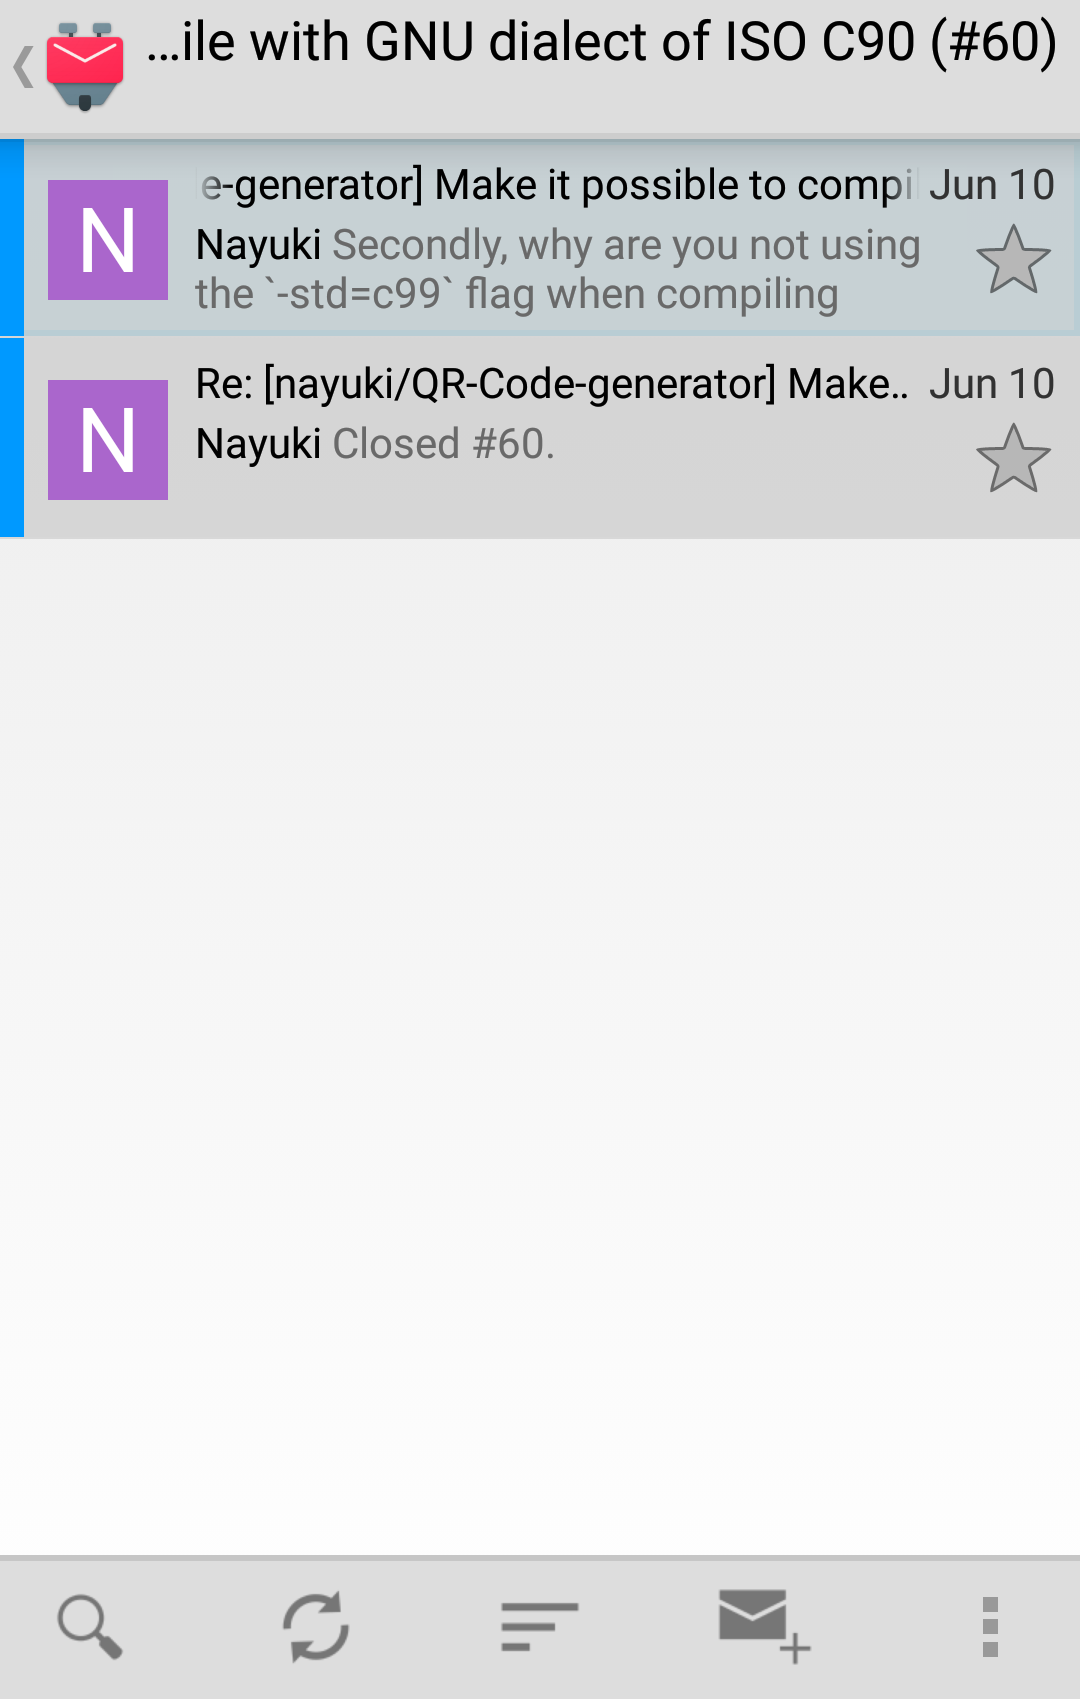 …ile with GNU dialect of ISO C90 (#60)
N
e-generator] Make it possible to compi Jun 10
Nayuki Secondly, why are you not using
the `-std=c99` flag when compiling
N
Re: [nayuki/QR-Code-generator] Make.. Jun 10
Nayuki Closed #60.